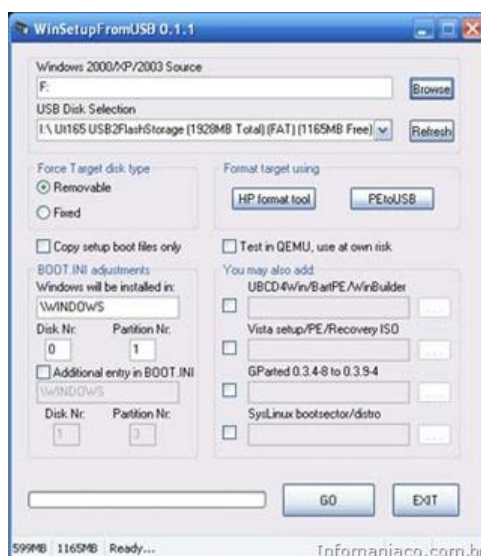 WinSetupFromUSB 0.1.1
Windows 2000/XP/2003 Source
F:
Browse
USB Disk Selection
I:\ Ut165 USB2FlashStorage (1928MB Total) (FAT) (1165MB Free)
Refresh
Force Target disk type
Removable
Fixed
Format target using
HP format tool
PEtoUSB
Copy setup boot files only
Test in QEMU, use at own risk
BOOT.INI adjustments
Windows will be installed in:
\WINDOWS
Disk Nr:
Partition Nr:
0
1
Additional entry in BOOT.INI
\WINDOWS
Disk Nr:
Partition Nr:
1
3
You may also add
UBCD4Win/BartPE/WinBuilder
...
Vista setup/PE/Recovery ISO
...
GParted 0.3.4-8 to 0.3.9-4
...
SysLinux bootsector/distro
...
GO
EXIT
599MB 1165MB Ready...
Infomaniaco.com.br